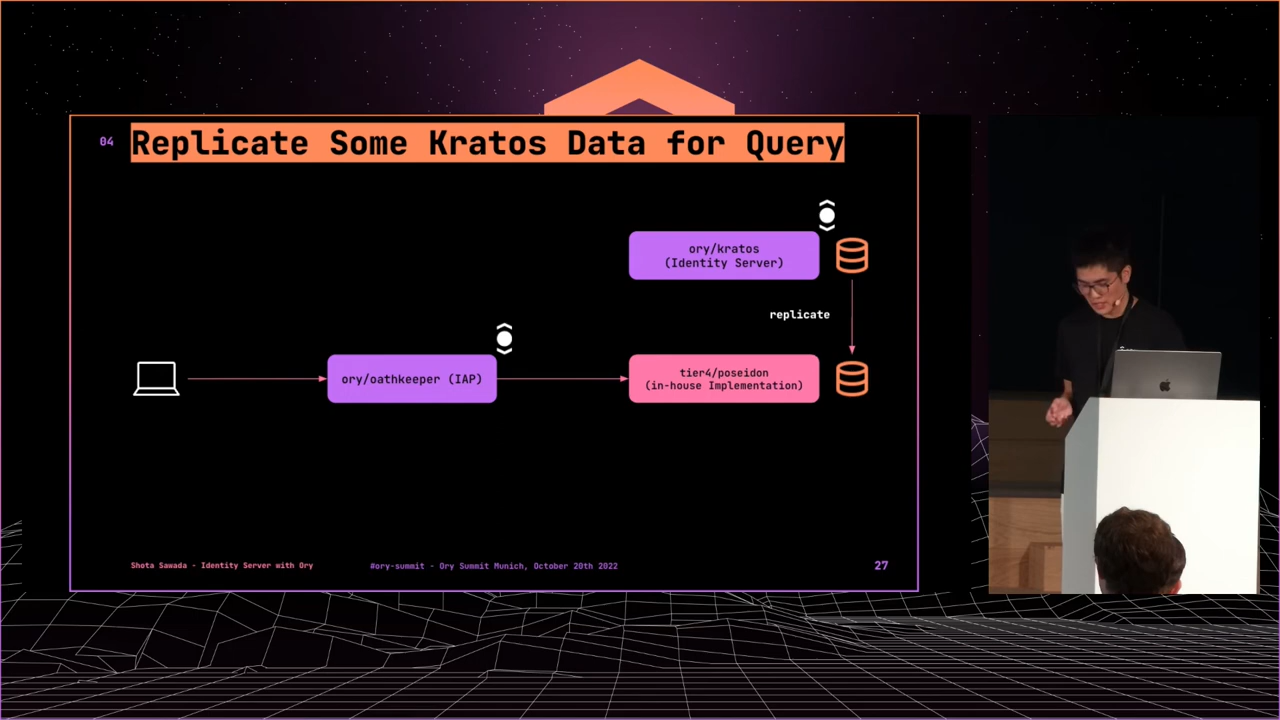 04
Replicate Some Kratos Data for Query
ory/kratos
(Identity Server)
replicate
ory/oathkeeper (IAP)
tier4/poseidon
(in-house Implementation)
Shota Sawada - Identity Server with Ory
#ory-summit - Ory Summit Munich, October 20th 2022
27